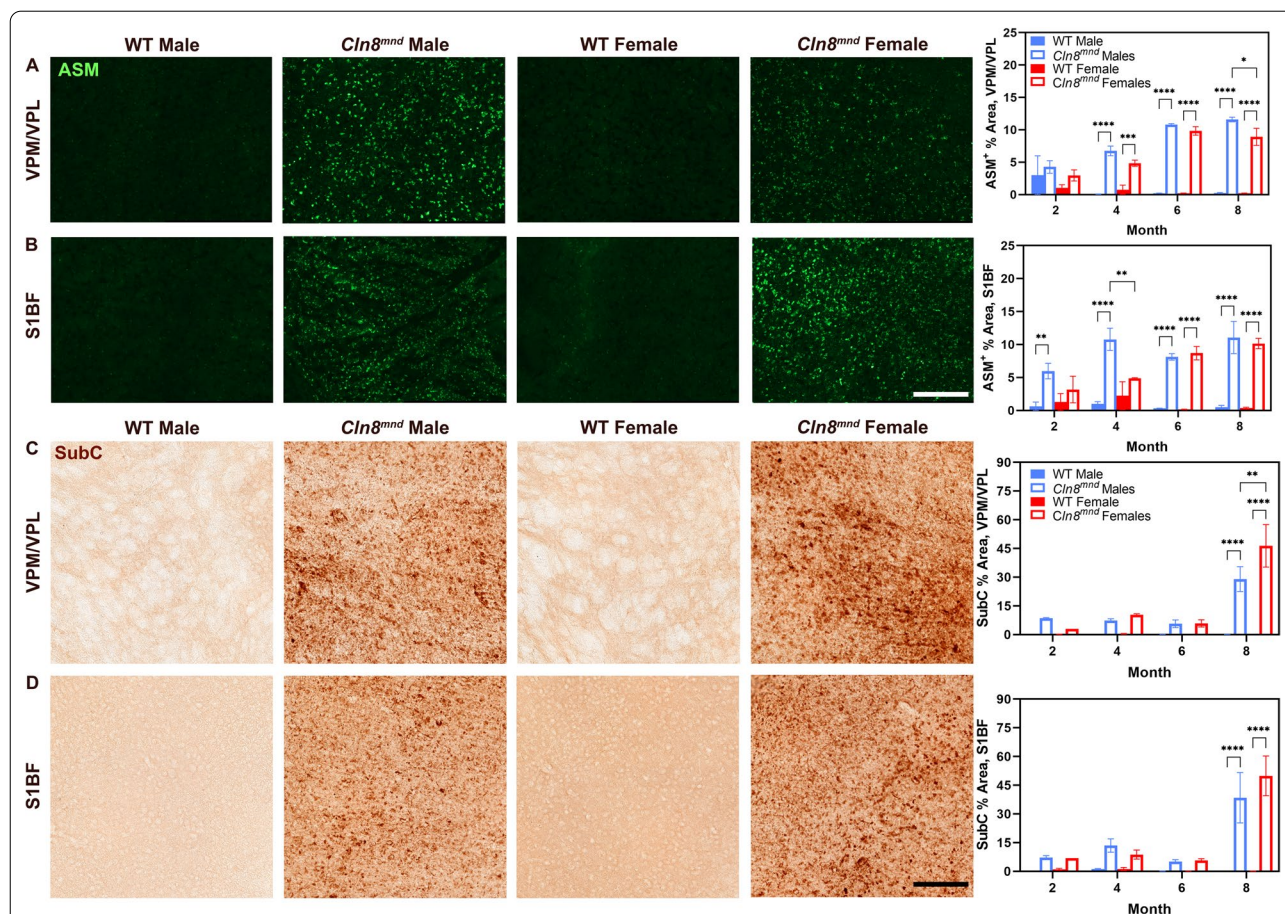 WT Male Cln8mnd Male WT Female Cln8mnd Female
A
ASM
VPM/VPL
ASM+ % Area, VPM/VPL
25
20
15
10
5
0
WT Male
Cln8mnd Males
WT Female
Cln8mnd Females
**** *** **** **** **** **** *
2 4 6 8
Month
B
S1BF
ASM+ % Area, S1BF
25
20
15
10
5
0
** **** ** **** **** **** ****
2 4 6 8
Month
WT Male Cln8mnd Male WT Female Cln8mnd Female
C
SubC
VPM/VPL
SubC % Area, VPM/VPL
90
75
60
45
30
15
0
WT Male
Cln8mnd Males
WT Female
Cln8mnd Females
**** **** **
2 4 6 8
Month
D
S1BF
SubC % Area, S1BF
90
75
60
45
30
15
0
**** ****
2 4 6 8
Month